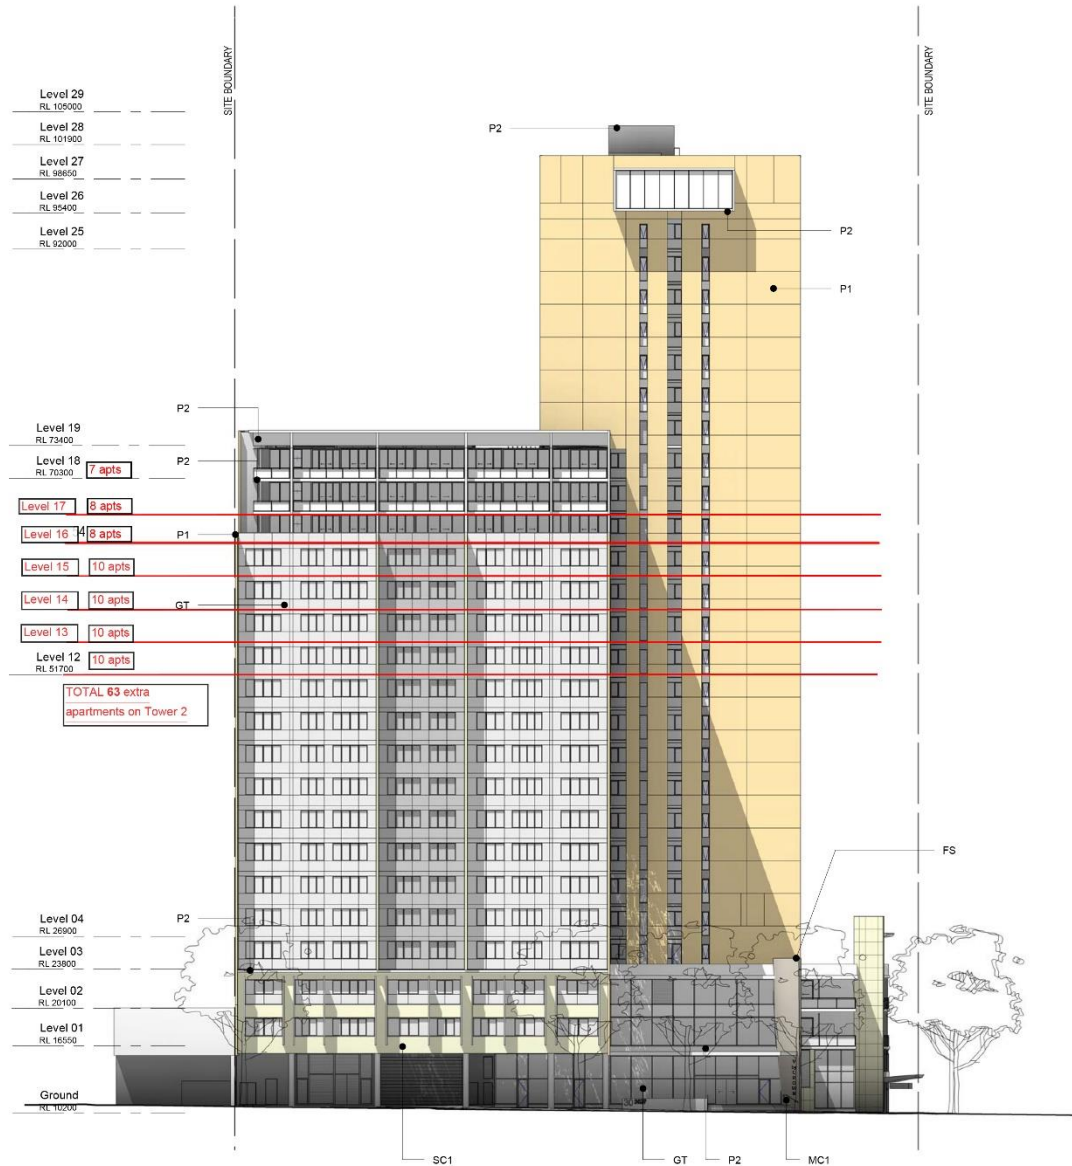 SITE BOUNDARY
SITE BOUNDARY
Level 29
RL 105000
Level 28
RL 101900
P2
Level 27
RL 98650
Level 26
RL 95400
Level 25
RL 92000
P2
P1
P2
Level 19
RL 73400
Level 18
RL 70300
7 apts
P2
Level 17
8 apts
Level 16
8 apts
P1
Level 15
10 apts
Level 14
10 apts
GT
Level 13
10 apts
Level 12
RL 51700
10 apts
TOTAL 63 extra
apartments on Tower 2
FS
Level 04
RL 26900
P2
Level 03
RL 23800
Level 02
RL 20100
Level 01
RL 16550
Ground
RL 10200
SC1
GT
P2
MC1